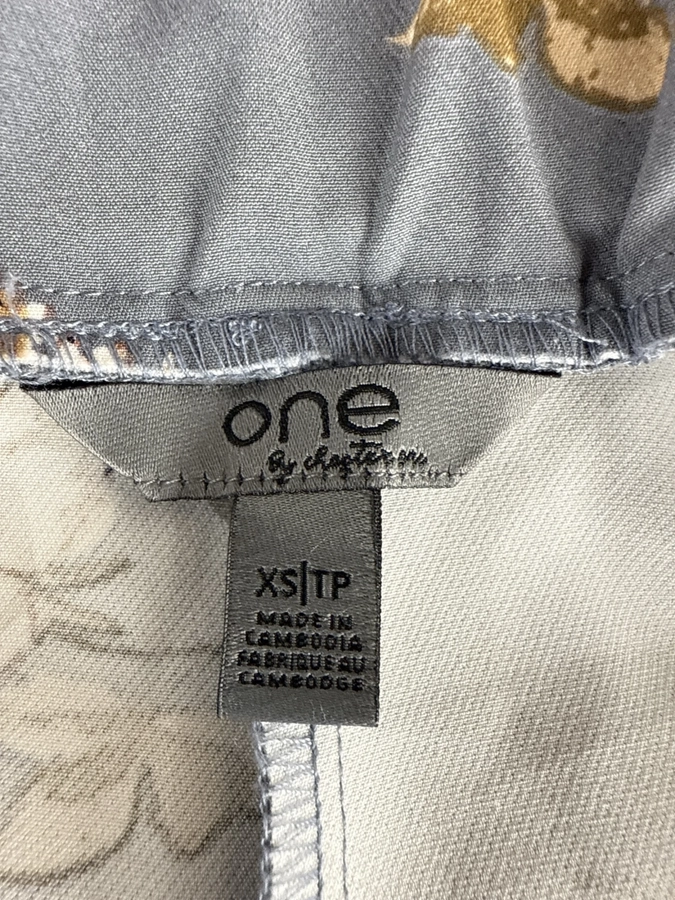 one
By chapter one
XS|TP
MADE IN
CAMBODIA
FABRIQUE AU
CAMBODGE